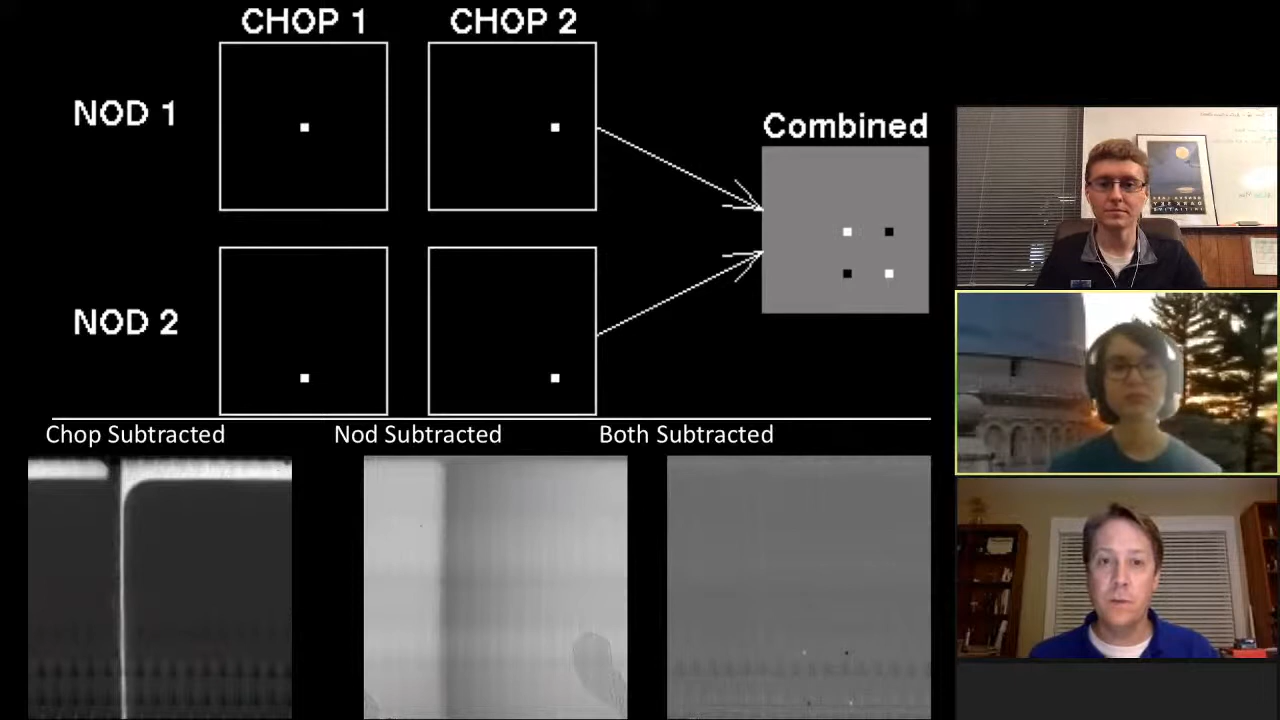 CHOP 1
CHOP 2
NOD 1
Combined
NOD 2
Chop Subtracted
Nod Subtracted
Both Subtracted